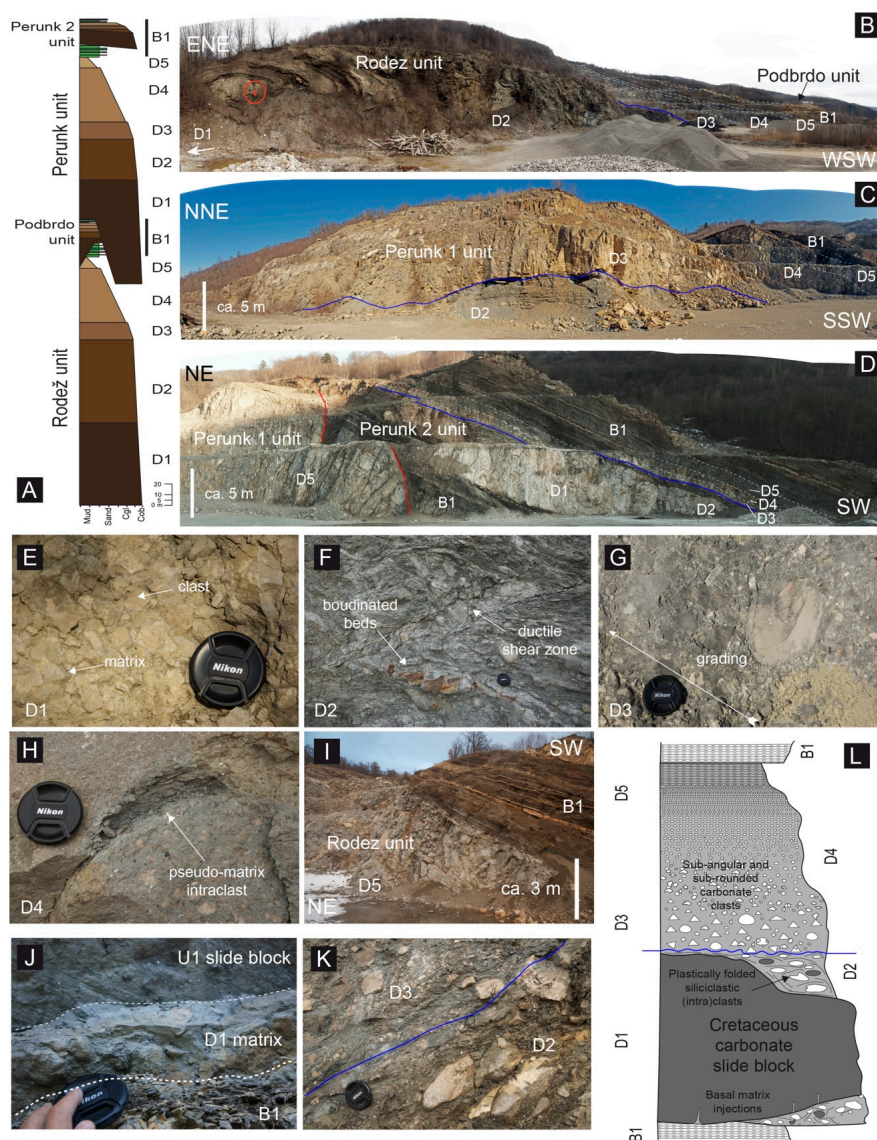 A
Perunk 2
unit
B1
D5
D4
Perunk unit
D3
D2
D1
Podbrdo
unit
B1
D5
D4
D3
Rodež unit
D2
D1
20
10
5
0 m
Mud.
Sand
Cgl.
Cob.
B
ENE
Rodez unit
Podbrdo unit
D1
D2
D3
D4
D5
B1
WSW
C
NNE
Perunk 1 unit
D3
B1
D4
D5
ca. 5 m
D2
SSW
D
NE
Perunk 1 unit
Perunk 2 unit
B1
D5
D1
B1
ca. 5 m
D5
D4
D2
D3
SW
E
clast
matrix
Nikon
D1
F
boudinated
beds
ductile
shear zone
D2
G
grading
Nikon
D3
H
Nikon
pseudo-matrix
intraclast
D4
I
SW
B1
Rodez unit
D5
ca. 3 m
NE
J
U1 slide block
D1 matrix
Nikon
B1
K
D3
D2
L
B1
D5
D4
Sub-angular and
sub-rounded
carbonate
clasts
D3
D2
Plastically folded
siliciclastic
(intra)clasts
D1
Cretaceous
carbonate
slide block
Basal matrix
injections
B1